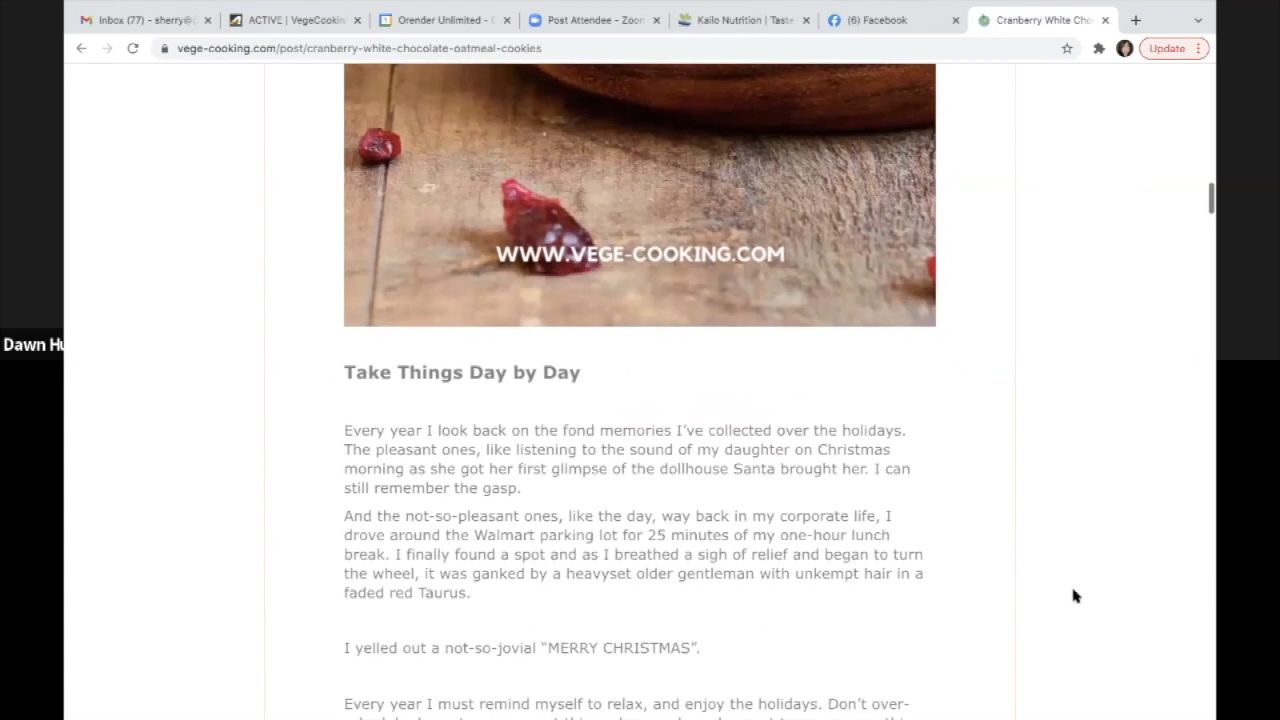 Inbox (77) - sherry@
ACTIVE | VegeCookin
Orender Unlimited -
Post Attendee - Zoom
Kailo Nutrition | Taste
(6) Facebook
Cranberry White Cho
vege-cooking.com/post/cranberry-white-chocolate-oatmeal-cookies
Update
WWW.VEGE-COOKING.COM
Dawn Hu
Take Things Day by Day
Every year I look back on the fond memories I’ve collected over the holidays.
The pleasant ones, like listening to the sound of my daughter on Christmas
morning as she got her first glimpse of the dollhouse Santa brought her. I can
still remember the gasp.
And the not-so-pleasant ones, like the day, way back in my corporate life, I
drove around the Walmart parking lot for 25 minutes of my one-hour lunch
break. I finally found a spot and as I breathed a sigh of relief and began to turn
the wheel, it was ganked by a heavyset older gentleman with unkempt hair in a
faded red Taurus.
I yelled out a not-so-jovial “MERRY CHRISTMAS”.
Every year I must remind myself to relax, and enjoy the holidays. Don’t over-